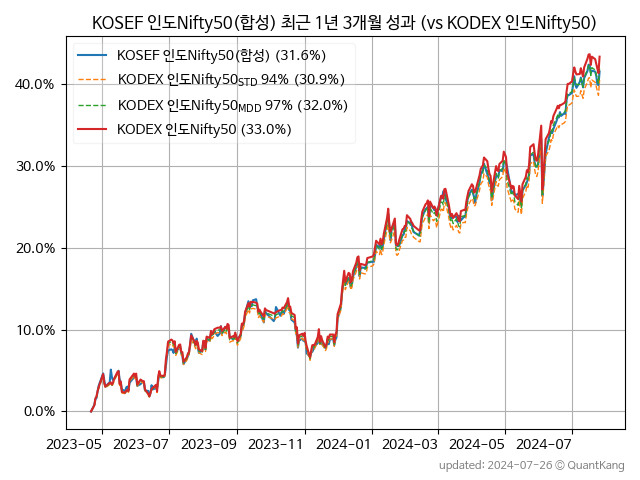 KOSEF 인도Nifty50(합성) 최근 1년 3개월 성과 (vs KODEX 인도Nifty50)
KOSEF 인도Nifty50(합성) (31.6%)
KODEX 인도Nifty50STD 94% (30.9%)
KODEX 인도Nifty50MDD 97% (32.0%)
KODEX 인도Nifty50 (33.0%)
40.0%
30.0%
20.0%
10.0%
0.0%
2023-05 2023-07 2023-09 2023-11 2024-01 2024-03 2024-05 2024-07
updated: 2024-07-26 © QuantKang